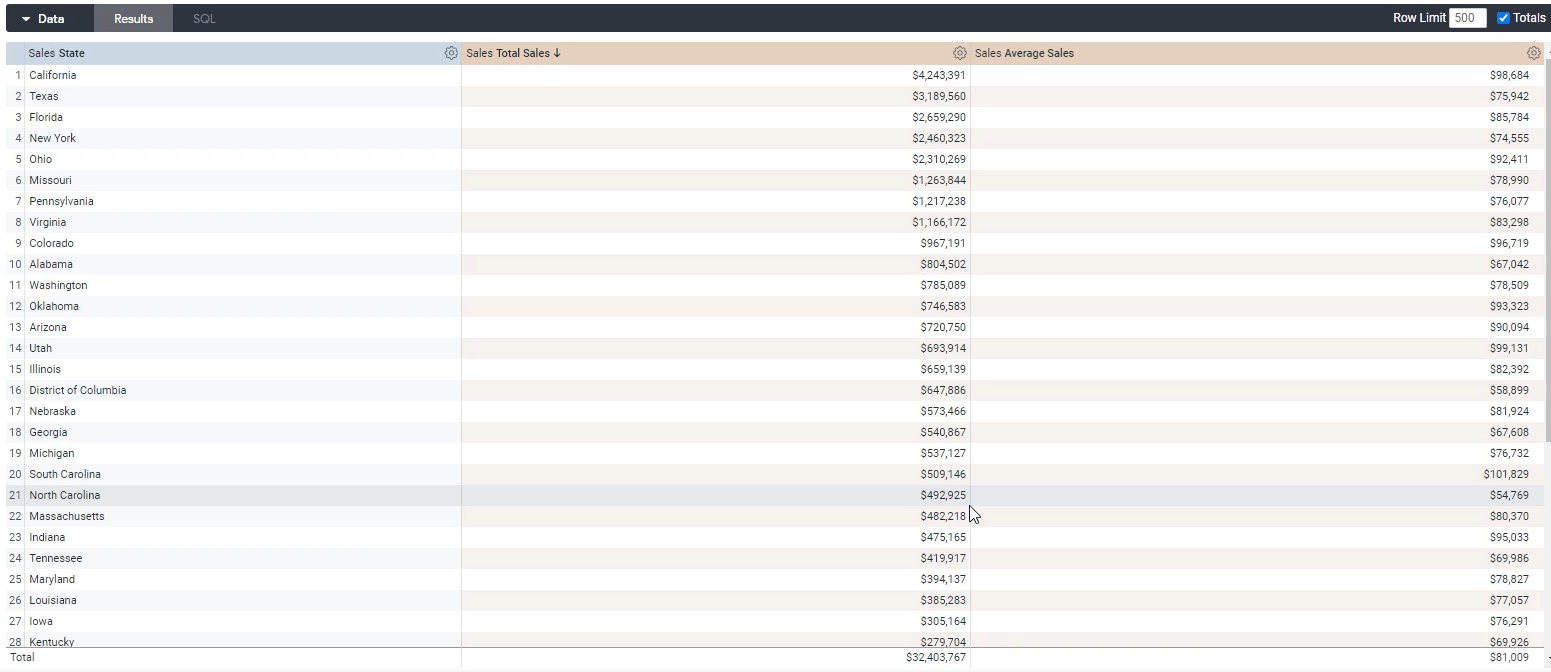 Data Results SQL Row Limit 500 Totals
Sales State Sales Total Sales ↓ Sales Average Sales
1 California $4,243,391 $98,684
2 Texas $3,189,560 $75,942
3 Florida $2,659,290 $85,784
4 New York $2,460,323 $74,555
5 Ohio $2,310,269 $92,411
6 Missouri $1,263,844 $78,990
7 Pennsylvania $1,217,238 $76,077
8 Virginia $1,166,172 $83,298
9 Colorado $967,191 $96,719
10 Alabama $804,502 $67,042
11 Washington $785,089 $78,509
12 Oklahoma $746,583 $93,323
13 Arizona $720,750 $90,094
14 Utah $693,914 $99,131
15 Illinois $659,139 $82,392
16 District of Columbia $647,886 $58,899
17 Nebraska $573,466 $81,924
18 Georgia $540,867 $67,608
19 Michigan $537,127 $76,732
20 South Carolina $509,146 $101,829
21 North Carolina $492,925 $54,769
22 Massachusetts $482,218 $80,370
23 Indiana $475,165 $95,033
24 Tennessee $419,917 $69,986
25 Maryland $394,137 $78,827
26 Louisiana $385,283 $77,057
27 Iowa $305,164 $76,291
28 Kentucky $279,704 $69,926
Total $32,403,767 $81,009